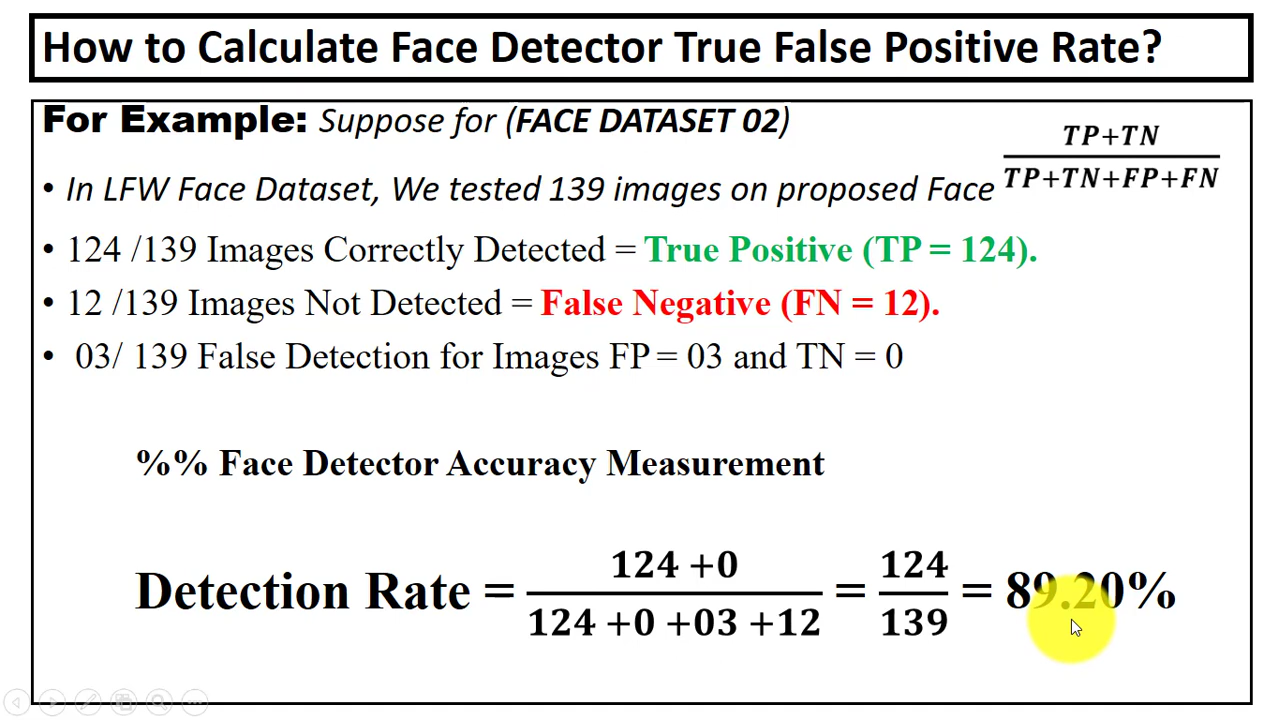 How to Calculate Face Detector True False Positive Rate?
For Example: Suppose for (FACE DATASET 02)
TP+TN
TP+TN+FP+FN
• In LFW Face Dataset, We tested 139 images on proposed Face
• 124 /139 Images Correctly Detected = True Positive (TP = 124).
• 12 /139 Images Not Detected = False Negative (FN = 12).
• 03/ 139 False Detection for Images FP = 03 and TN = 0
%% Face Detector Accuracy Measurement
124 +0
124
Detection Rate = = = 89.20%
124 +0 +03 +12
139